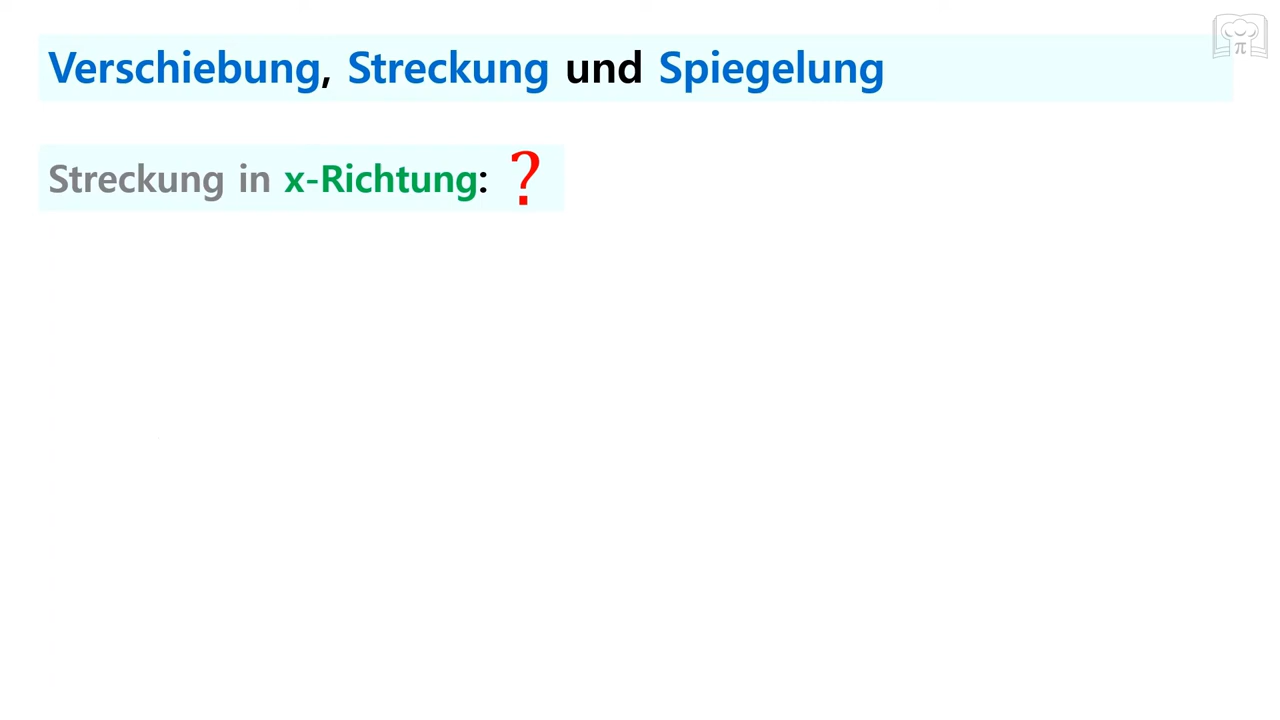 Verschiebung, Streckung und Spiegelung
Streckung in x-Richtung: ?
π